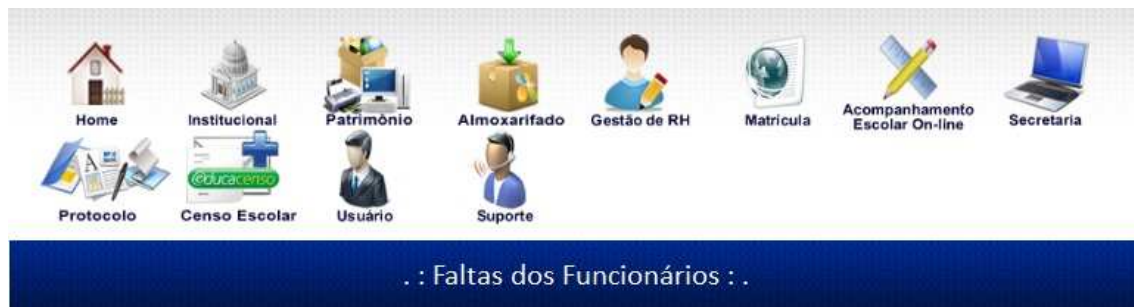 Home
Institucional
Patrimônio
Almoxarifado
Gestão de RH
Matrícula
Acompanhamento
Escolar On-line
Secretaria
Protocolo
educacenso
Censo Escolar
Usuário
Suporte
. : Faltas dos Funcionários : .